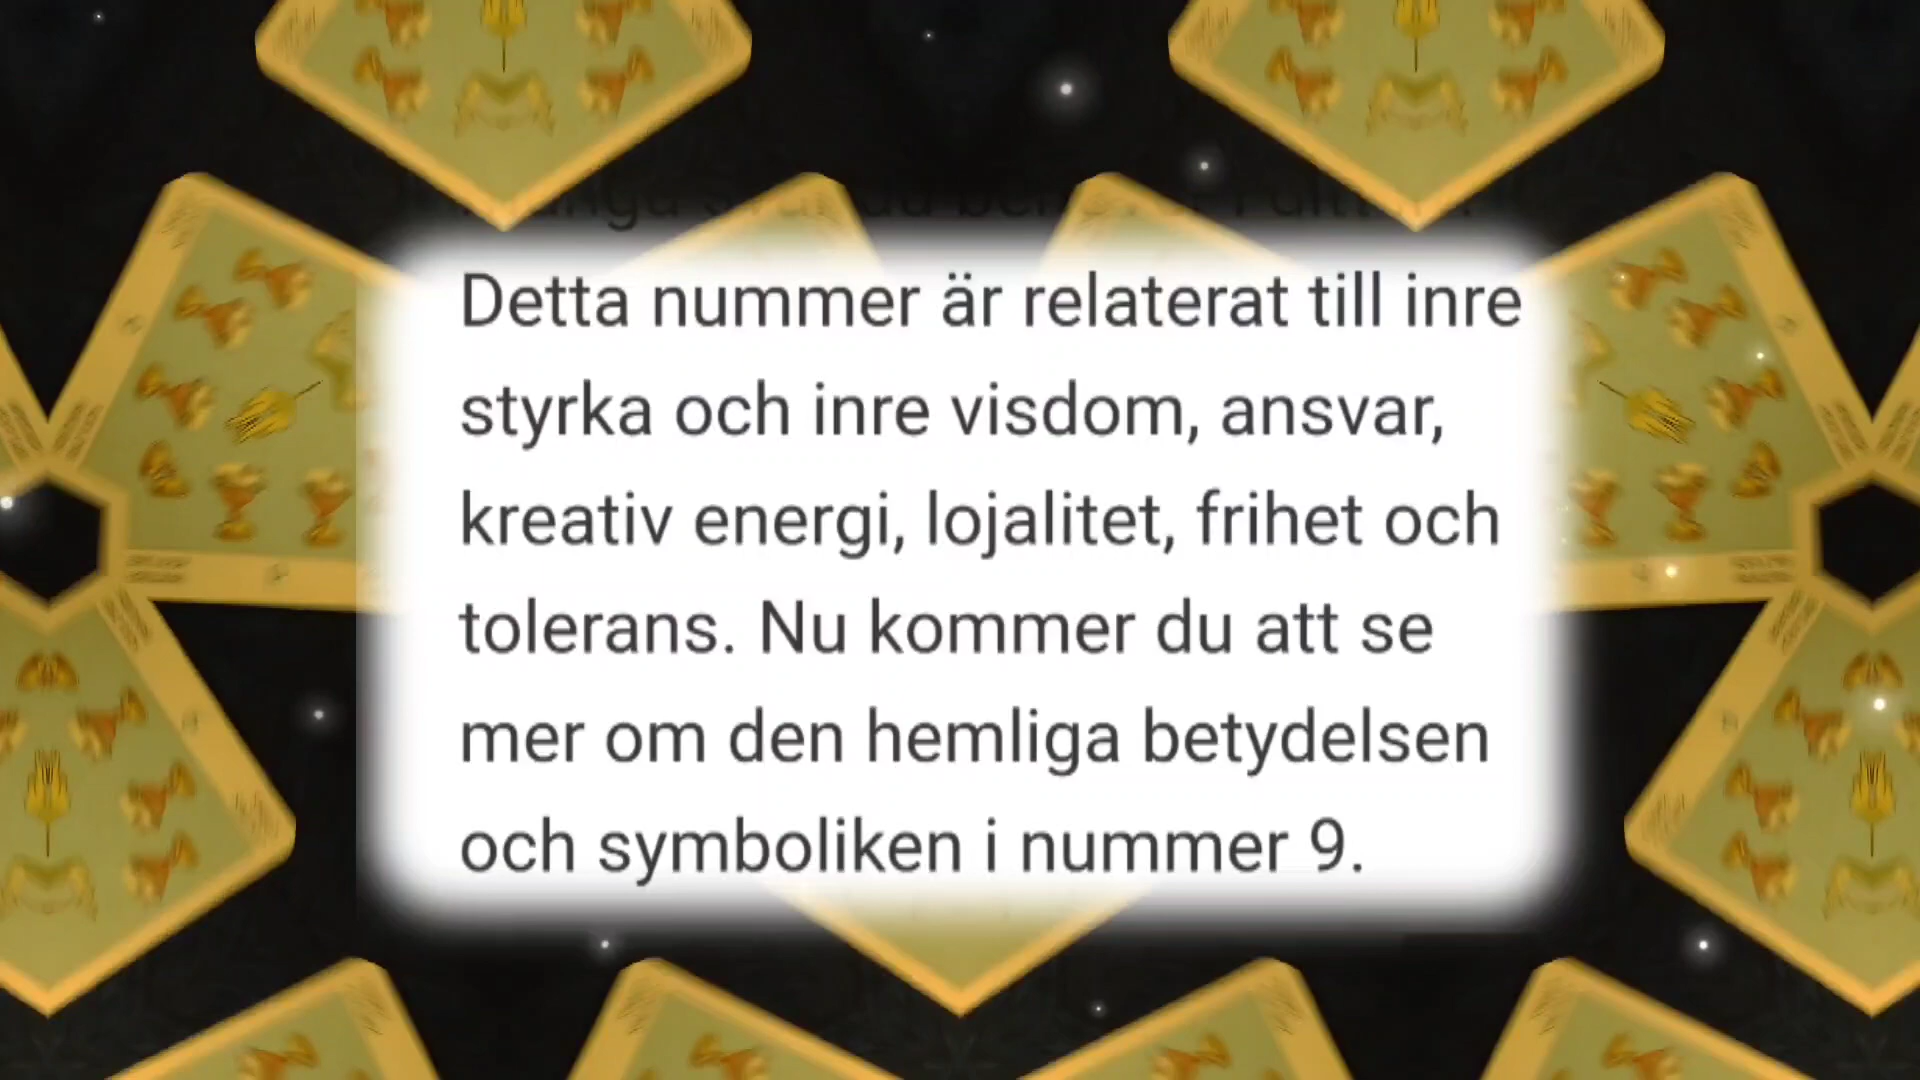 Detta nummer är relaterat till inre
styrka och inre visdom, ansvar,
kreativ energi, lojalitet, frihet och
tolerans. Nu kommer du att se
mer om den hemliga betydelsen
och symboliken i nummer 9.